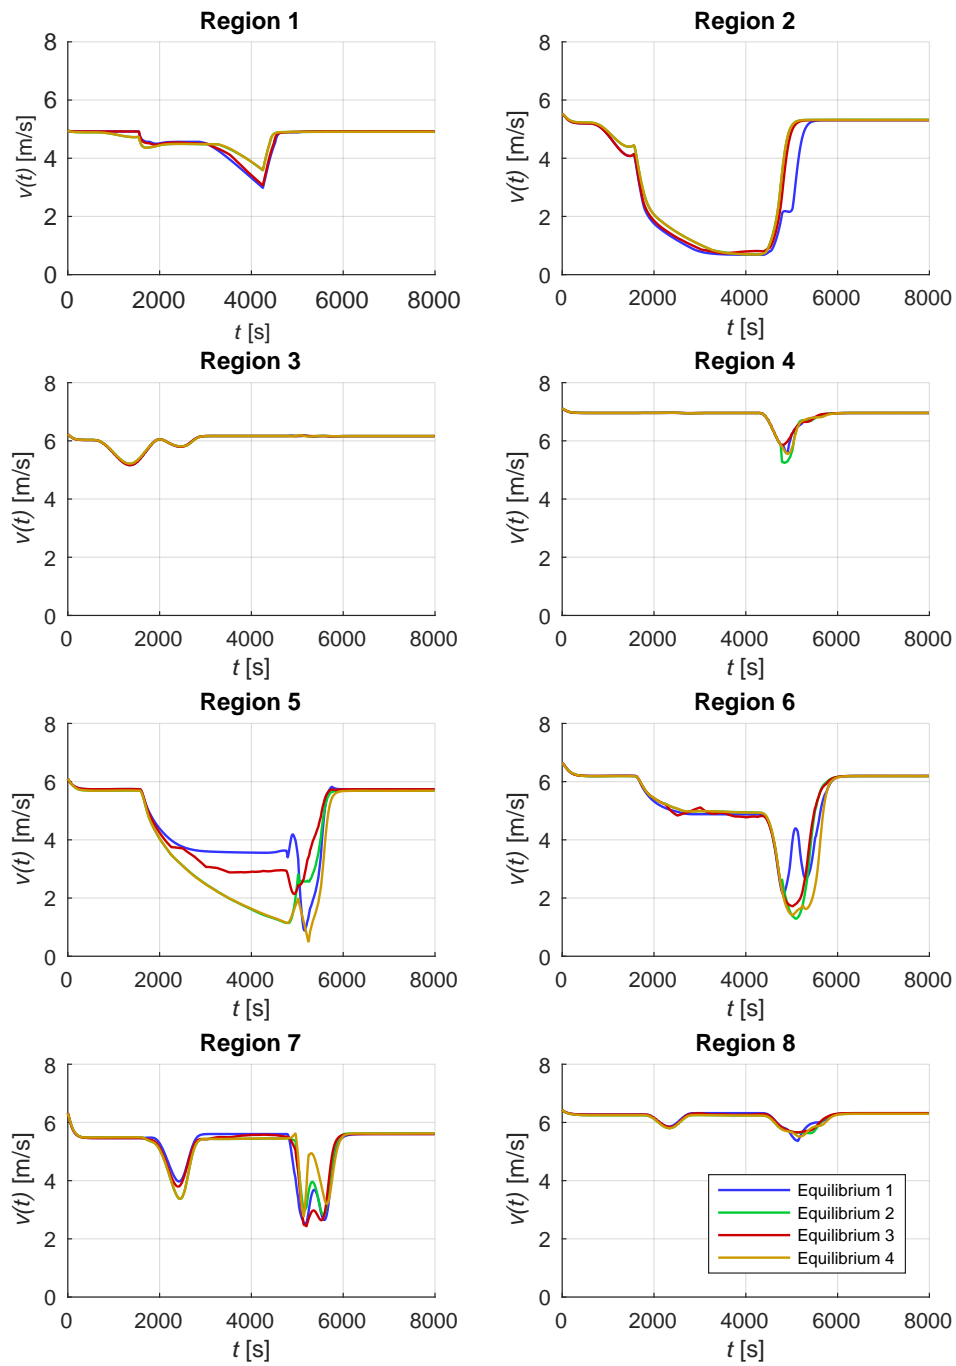 Region 1
8
6
4
2
0
v(t) [m/s]
0 2000 4000 6000 8000
t [s]
Region 2
8
6
4
2
0
v(t) [m/s]
0 2000 4000 6000 8000
t [s]
Region 3
8
6
4
2
0
v(t) [m/s]
0 2000 4000 6000 8000
t [s]
Region 4
8
6
4
2
0
v(t) [m/s]
0 2000 4000 6000 8000
t [s]
Region 5
8
6
4
2
0
v(t) [m/s]
0 2000 4000 6000 8000
t [s]
Region 6
8
6
4
2
0
v(t) [m/s]
0 2000 4000 6000 8000
t [s]
Region 7
8
6
4
2
0
v(t) [m/s]
0 2000 4000 6000 8000
t [s]
Region 8
8
6
4
2
0
v(t) [m/s]
0 2000 4000 6000 8000
t [s]
Equilibrium 1
Equilibrium 2
Equilibrium 3
Equilibrium 4